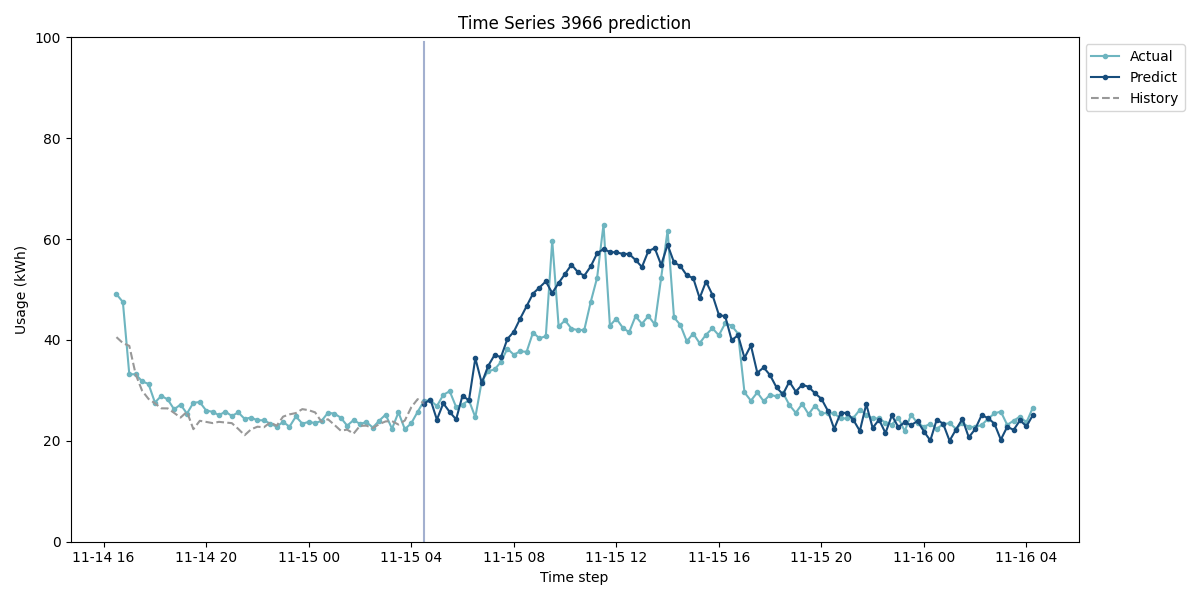 Time Series 3966 prediction
100
80
60
40
20
0
Usage (kWh)
11-14 16
11-14 20
11-15 00
11-15 04
11-15 08
11-15 12
11-15 16
11-15 20
11-16 00
11-16 04
Time step
Actual
Predict
History